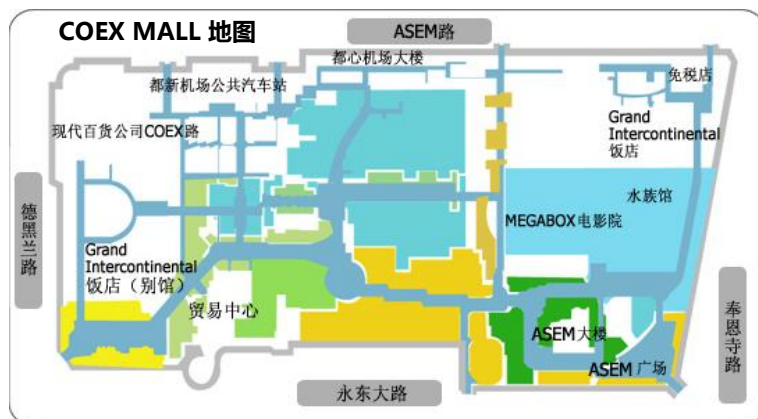 COEX MALL 地图
ASEM路
都心机场大楼
都新机场公共汽车站
免税店
现代百货公司COEX路
Grand
Intercontinental
饭店
德黑兰路
水族馆
MEGABOX电影院
Grand
Intercontinental
饭店（别馆）
贸易中心
奉恩寺路
ASEM大楼
ASEM广场
永东大路